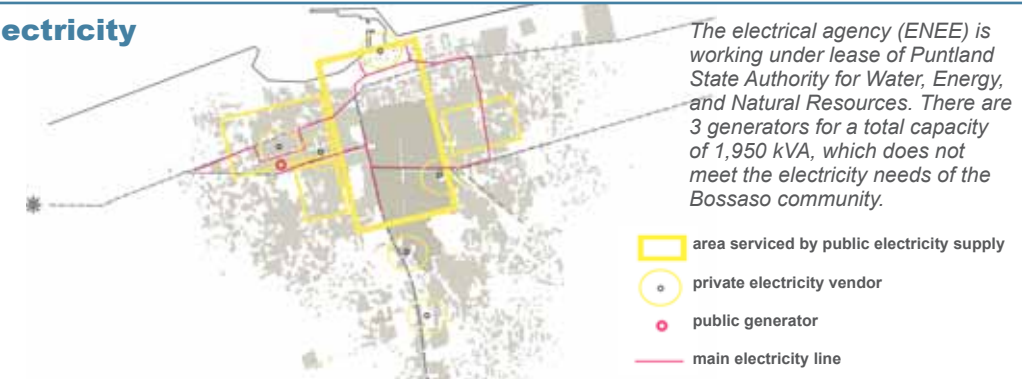 ectricity
The electrical agency (ENEE) is
working under lease of Puntland
State Authority for Water, Energy,
and Natural Resources. There are
3 generators for a total capacity
of 1,950 kVA, which does not
meet the electricity needs of the
Bossaso community.
area serviced by public electricity supply
private electricity vendor
public generator
main electricity line